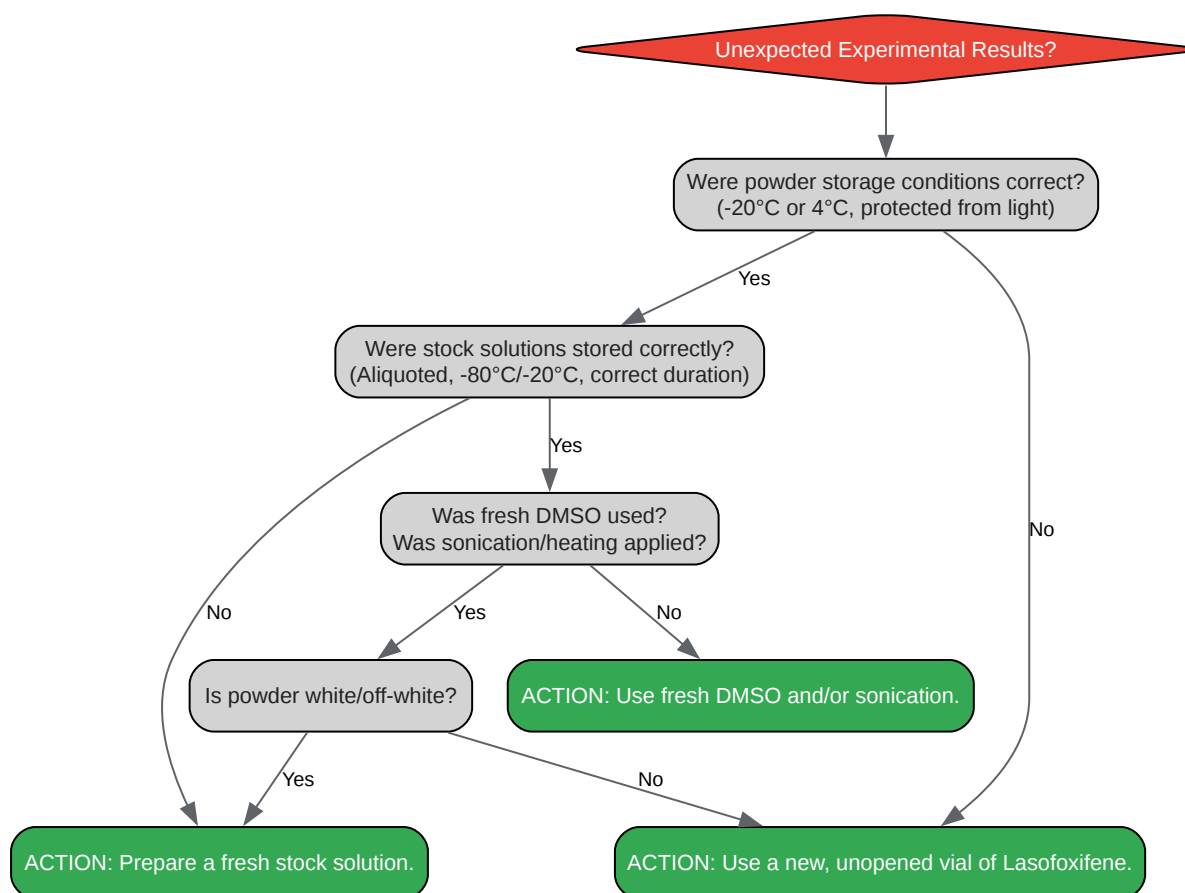 Unexpected Experimental Results?
Were powder storage conditions correct?
(-20°C or 4°C, protected from light)
Yes
Were stock solutions stored correctly?
(Aliquoted, -80°C/-20°C, correct duration)
Yes
Was fresh DMSO used?
Was sonication/heating applied?
No
No
Yes
No
Is powder white/off-white?
ACTION: Use fresh DMSO and/or sonication.
Yes
No
ACTION: Prepare a fresh stock solution.
ACTION: Use a new, unopened vial of Lasofoxifene.